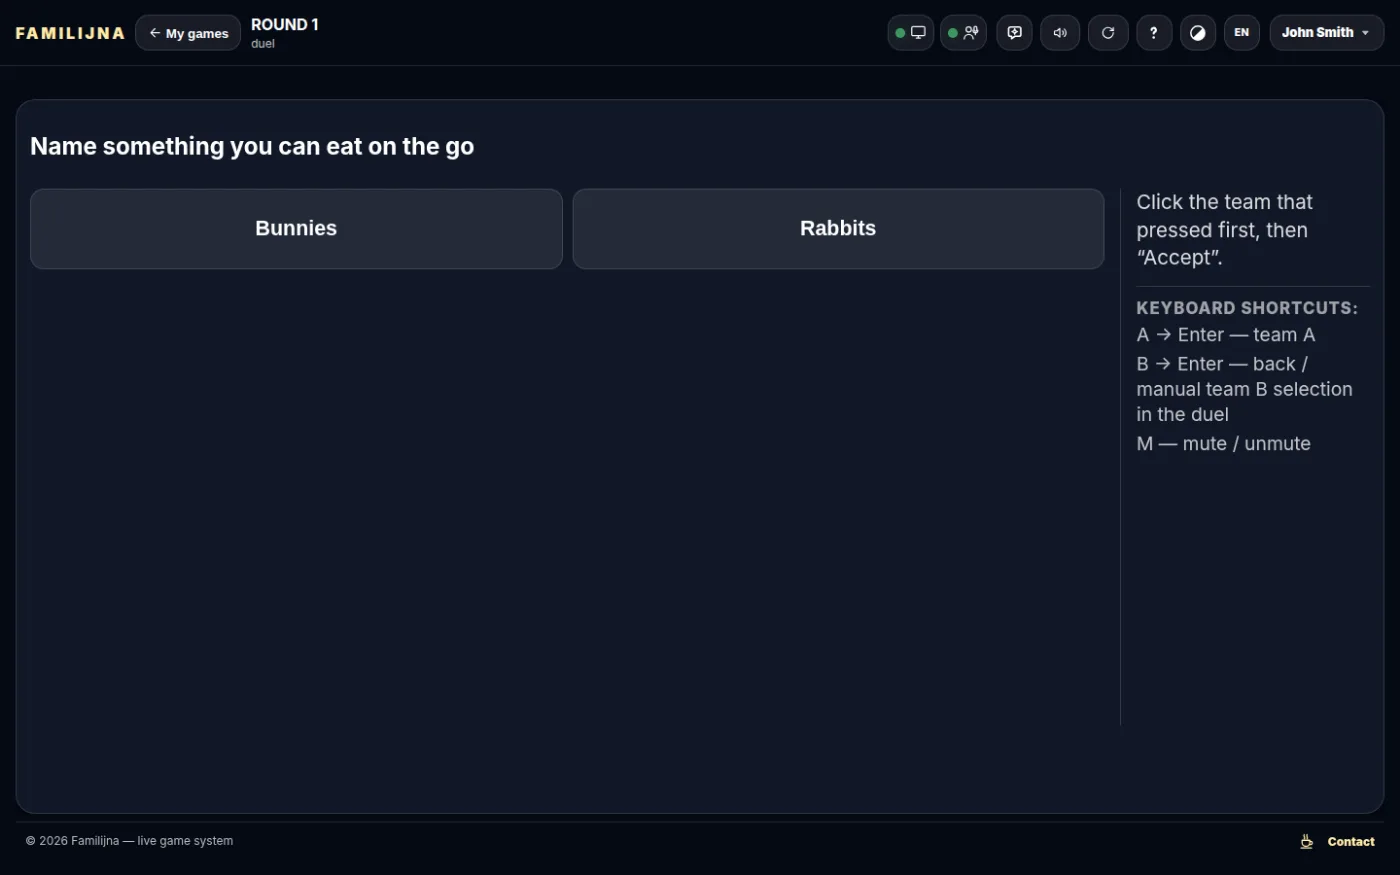 FAMILIJNA
← My games
ROUND 1
duel
?
EN
John Smith
Name something you can eat on the go
Bunnies
Rabbits
Click the team that
pressed first, then
“Accept”.
KEYBOARD SHORTCUTS:
A → Enter — team A
B → Enter — back /
manual team B selection
in the duel
M — mute / unmute
© 2026 Familijna — live game system
Contact